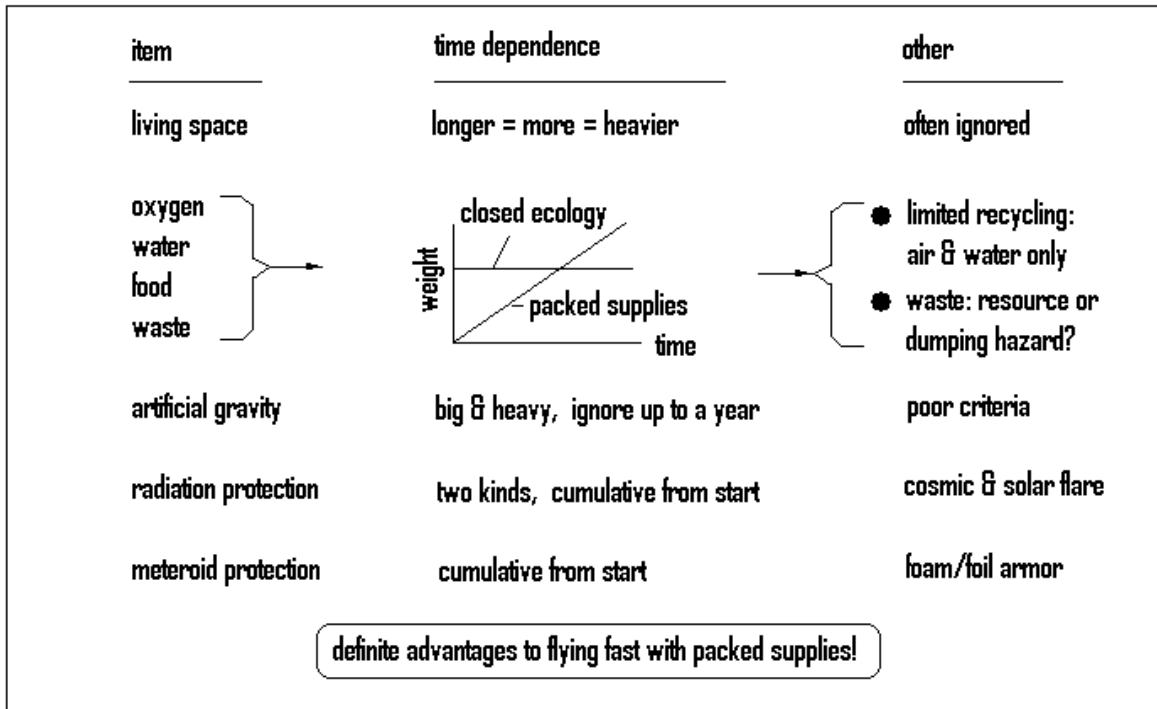 item
time dependence
other
living space
longer = more = heavier
often ignored
oxygen
water
food
waste
closed ecology
weight
packed supplies
time
limited recycling:
air & water only
waste: resource or
dumping hazard?
artificial gravity
big & heavy, ignore up to a year
poor criteria
radiation protection
two kinds, cumulative from start
cosmic & solar flare
meteroid protection
cumulative from start
foam/foil armor
definite advantages to flying fast with packed supplies!